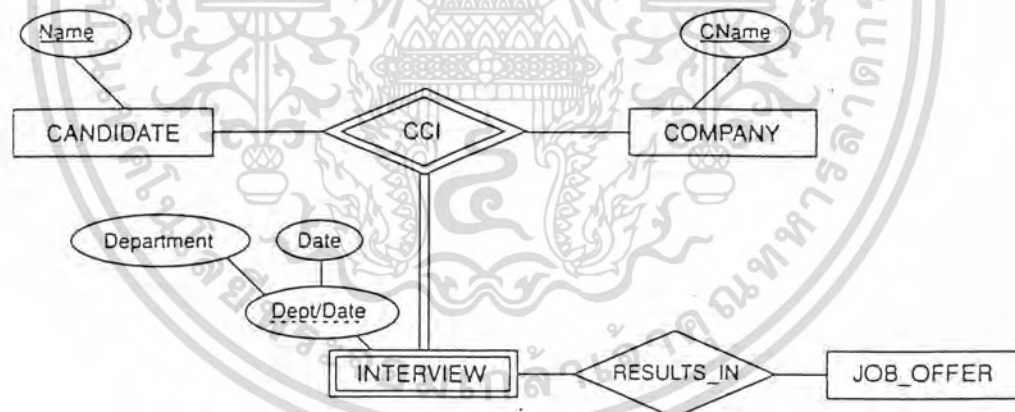 Name
CName
CANDIDATE
CCI
COMPANY
Department
Date
Dept/Date
INTERVIEW
RESULTS_IN
JOB_OFFER